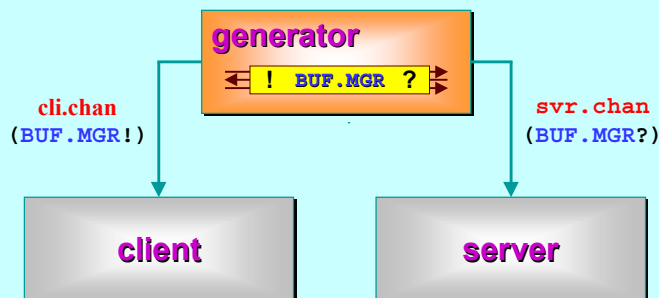 generator
! BUF.MGR ?
cli.chan
(BUF.MGR!)
svr.chan
(BUF.MGR?)
client
server